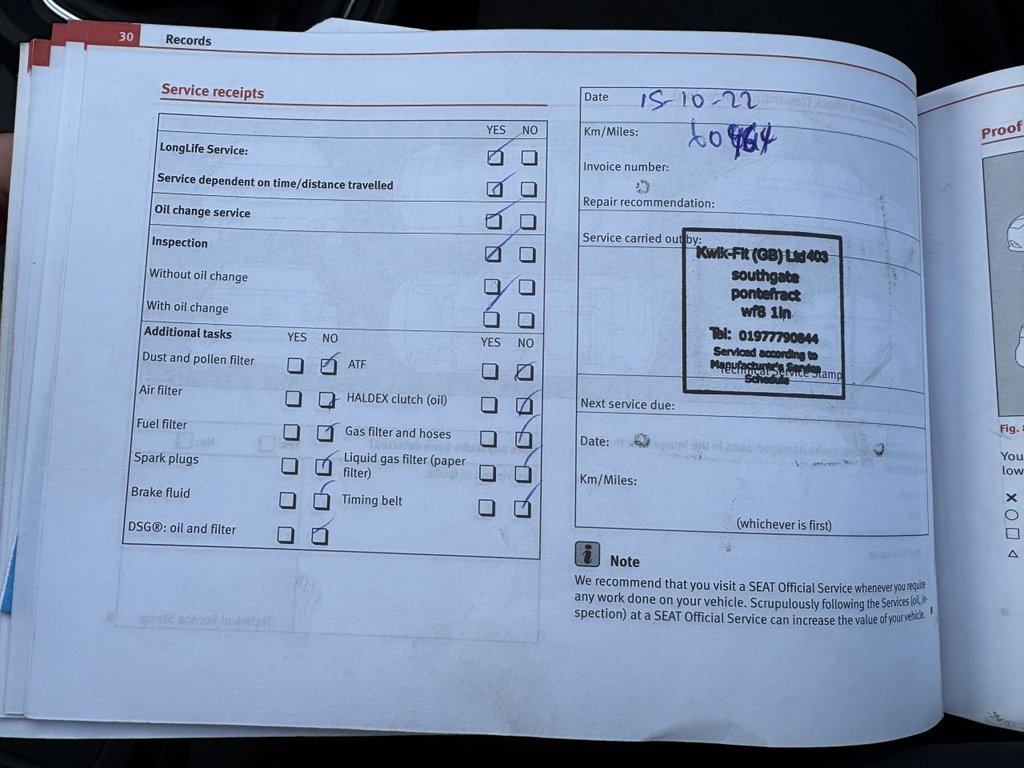 30 Records
Service receipts
YES NO
LongLife Service:
Service dependent on time/distance travelled
Oil change service
Inspection
Without oil change
With oil change
Additional tasks YES NO YES NO
Dust and pollen filter ATF
Air filter HALDEX clutch (oil)
Fuel filter Gas filter and hoses
Spark plugs Liquid gas filter (paper
filter)
Brake fluid Timing belt
DSG®: oil and filter
Date 15-10-22
Km/Miles:
Invoice number:
Repair recommendation:
Service carried out by:
Kwik-Fit (GB) Ltd 403
southgate
pontefract
wf8 1ln
Tel: 01977790844
Serviced according to
Manufacturer's Service
Schedule
Technical Service Stamp
Next service due:
Date:
Km/Miles:
(whichever is first)
i Note
We recommend that you visit a SEAT Official Service whenever you require
any work done on your vehicle. Scrupulously following the Services (oil, in-
spection) at a SEAT Official Service can increase the value of your vehicle.
Proof
Fig. 
You
low